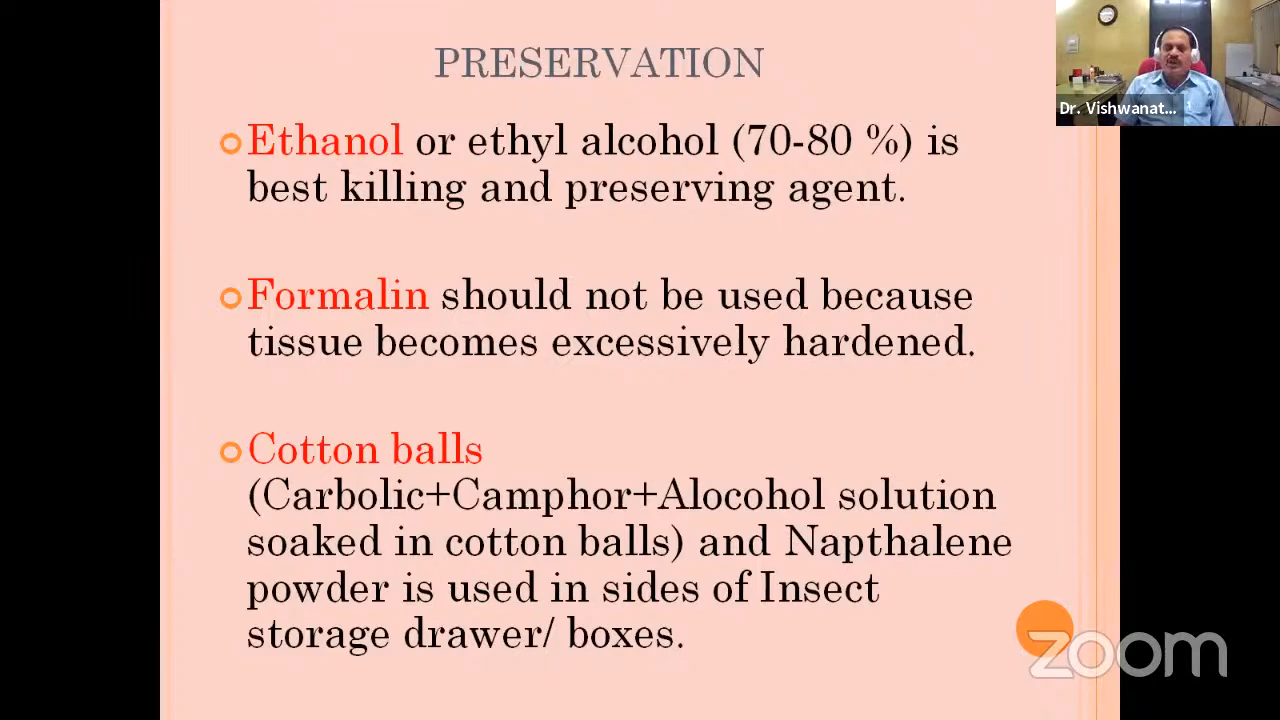 PRESERVATION
Dr. Vishwanat...
Ethanol or ethyl alcohol (70-80 %) is
best killing and preserving agent.
Formalin should not be used because
tissue becomes excessively hardened.
Cotton balls
(Carbolic+Camphor+Alocohol solution
soaked in cotton balls) and Napthalene
powder is used in sides of Insect
storage drawer/ boxes.
zoom